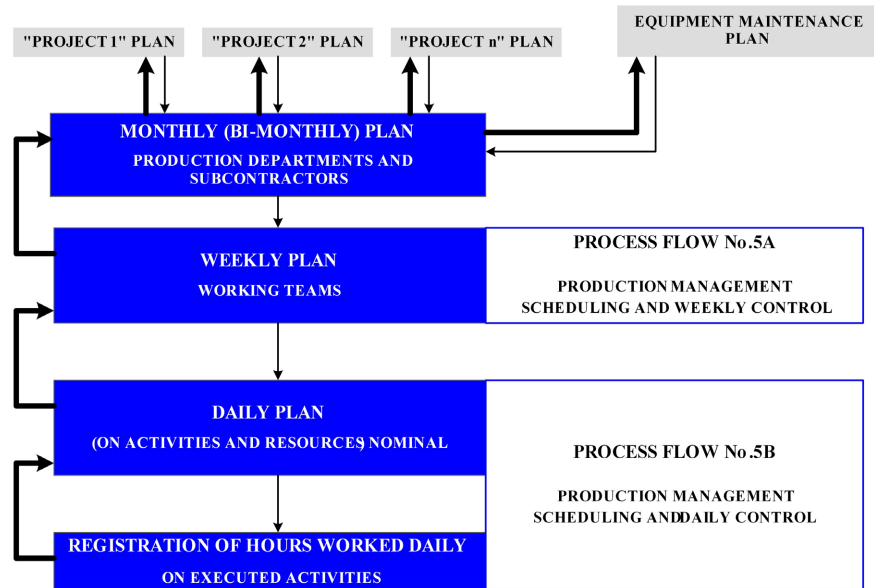 "PROJECT 1" PLAN
"PROJECT 2" PLAN
"PROJECT n" PLAN
EQUIPMENT MAINTENANCE
PLAN
MONTHLY (BI-MONTHLY) PLAN
PRODUCTION DEPARTMENTS AND
SUBCONTRACTORS
WEEKLY PLAN
WORKING TEAMS
PROCESS FLOW No.5A
PRODUCTION MANAGEMENT
SCHEDULING AND WEEKLY CONTROL
DAILY PLAN
(ON ACTIVITIES AND RESOURCES) NOMINAL
PROCESS FLOW No.5B
PRODUCTION MANAGEMENT
SCHEDULING AND DAILY CONTROL
REGISTRATION OF HOURS WORKED DAILY
ON EXECUTED ACTIVITIES